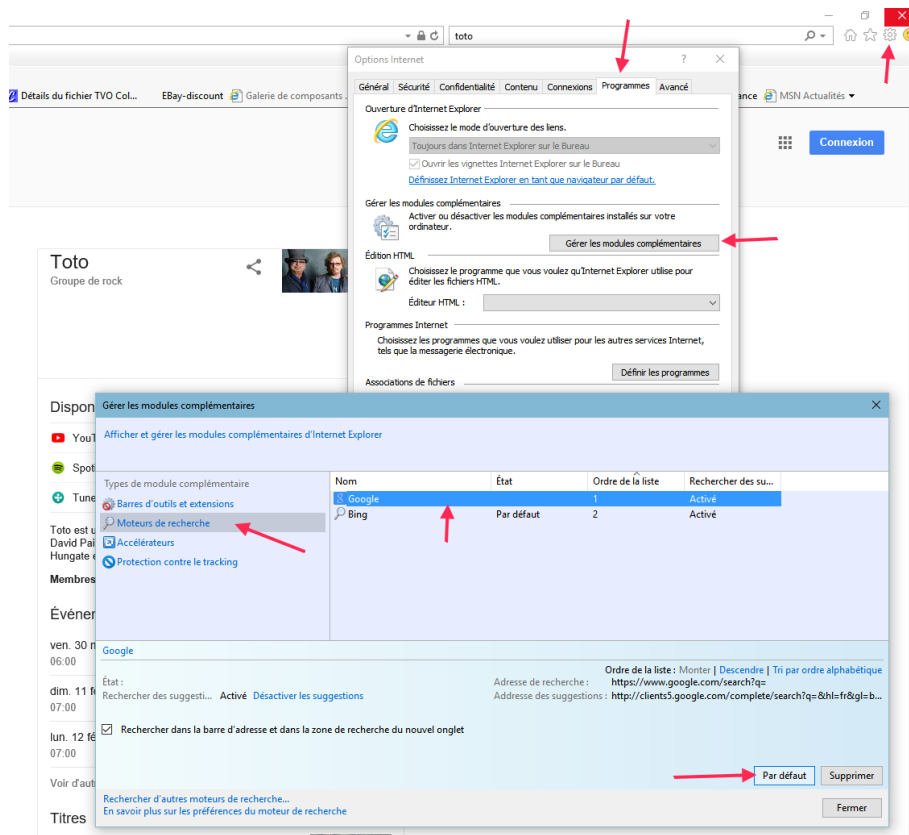 toto
Options Internet
?
Général Sécurité Confidentialité Contenu Connexions Programmes Avancé
Détails du fichier TVO Col... EBay-discount Galerie de composants ance MSN Actualités
Ouverture d'Internet Explorer
Choisissez le mode d'ouverture des liens.
Toujours dans Internet Explorer sur le Bureau
Ouvrir les vignettes Internet Explorer sur le Bureau
Définissez Internet Explorer en tant que navigateur par défaut.
Connexion
Gérer les modules complémentaires
Activer ou désactiver les modules complémentaires installés sur votre
ordinateur.
Gérer les modules complémentaires
Édition HTML
Choisissez le programme que vous voulez qu'Internet Explorer utilise pour
éditer les fichiers HTML.
Éditeur HTML :
Programmes Internet
Choisissez les programmes que vous voulez utiliser pour les autres services Internet,
tels que la messagerie électronique.
Définir les programmes
Associations de fichiers
Toto
Groupe de rock
Dispon
YouT
Spoti
Tune
Toto est u
David Pai
Hungate e
Membres
Événer
ven. 30 n
06:00
dim. 11 fé
07:00
lun. 12 fé
07:00
Voir d'aut
Titres
Gérer les modules complémentaires
Afficher et gérer les modules complémentaires d'Internet Explorer
Types de module complémentaire
Barres d'outils et extensions
Moteurs de recherche
Accélérateurs
Protection contre le tracking
Nom État Ordre de la liste Rechercher des su...
Google 1 Activé
Bing Par défaut 2 Activé
Google
Ordre de la liste : Monter | Descendre | Tri par ordre alphabétique
État :
Rechercher des suggesti... Activé Désactiver les suggestions
Adresse de recherche : https://www.google.com/search?q=
Addresse des suggestions : http://clients5.google.com/complete/search?q=&hl=fr&gl=b...
Rechercher dans la barre d'adresse et dans la zone de recherche du nouvel onglet
Par défaut Supprimer
Rechercher d'autres moteurs de recherche...
En savoir plus sur les préférences du moteur de recherche
Fermer